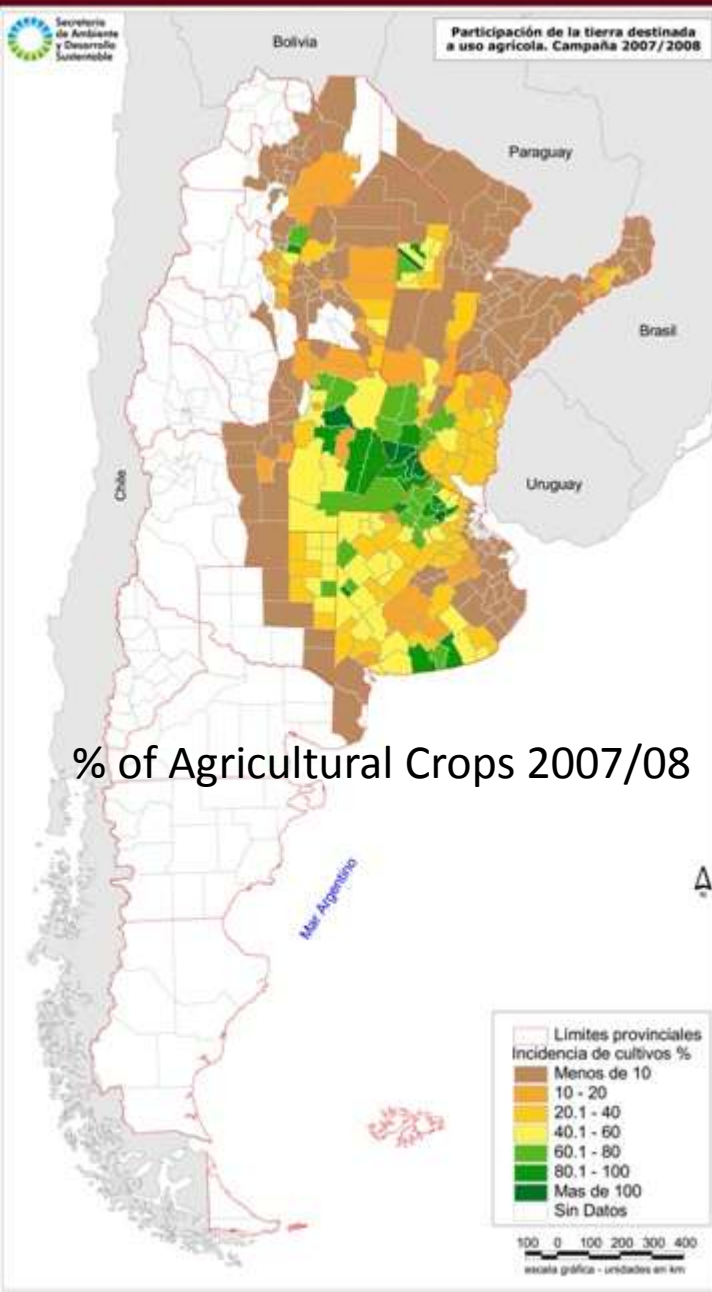 Secretaría
de Ambiente
y Desarrollo
Sustentable
Bolivia
Participación de la tierra destinada
a uso agrícola. Campaña 2007/2008
Paraguay
Brasil
Chile
Uruguay
% of Agricultural Crops 2007/08
Mar Argentino
Límites provinciales
Incidencia de cultivos %
Menos de 10
10 - 20
20.1 - 40
40.1 - 60
60.1 - 80
80.1 - 100
Mas de 100
Sin Datos
100 0 100 200 300 400
escala gráfica - unidades en km